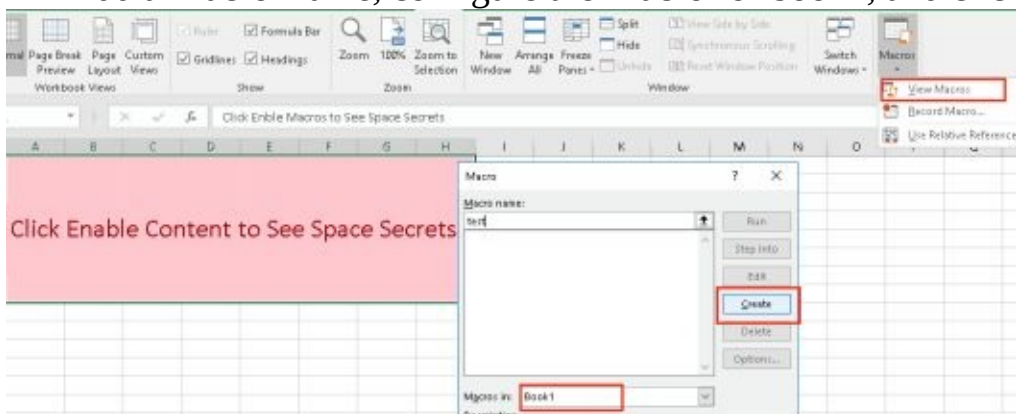 Ruler Formula Bar
Split View Side by Side
Normal Page Break Preview Page Layout Custom Views Gridlines Headings Zoom 100% Zoom to Selection New Window Arrange All Freeze Panes Hide Synchronous Scrolling Switch Windows Macros
Unhide Reset Window Position
Workbook Views Show Zoom Window
View Macros
Record Macro...
Use Relative Reference
fx Click Enble Macros to See Space Secrets
A B C D E F G H I J K L M N O
Click Enable Content to See Space Secrets
Macro ? ×
Macro name:
test
Run
Step Into
Edit
Create
Delete
Options...
Macros in: Book1